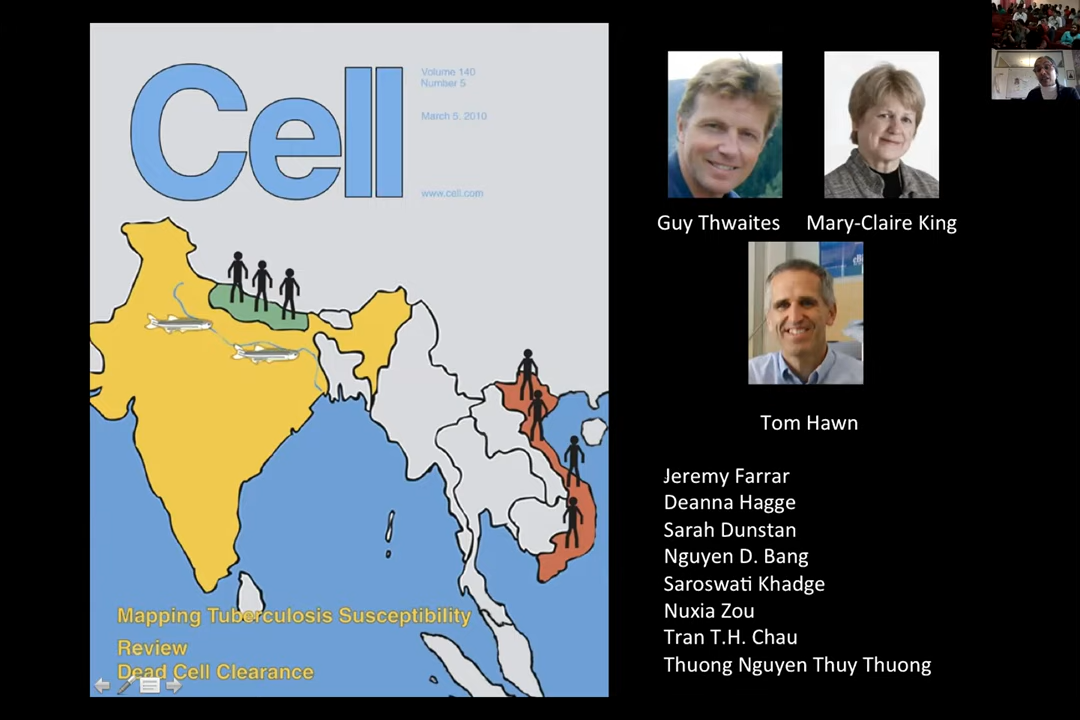 Cell
Volume 140
Number 5
March 5, 2010
www.cell.com
Mapping Tuberculosis Susceptibility
Review
Dead Cell Clearance
Guy Thwaites
Mary-Claire King
Tom Hawn
Jeremy Farrar
Deanna Hagge
Sarah Dunstan
Nguyen D. Bang
Saroswati Khadge
Nuxia Zou
Tran T.H. Chau
Thuong Nguyen Thuy Thuong